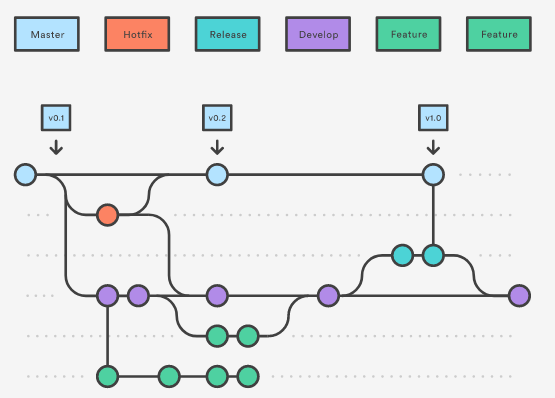 Master
Hotfix
Release
Develop
Feature
Feature
v0.1
v0.2
v1.0